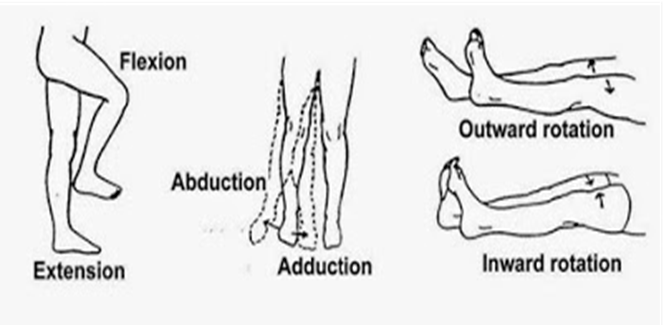 Flexion
Extension
Abduction
Adduction
Outward rotation
Inward rotation